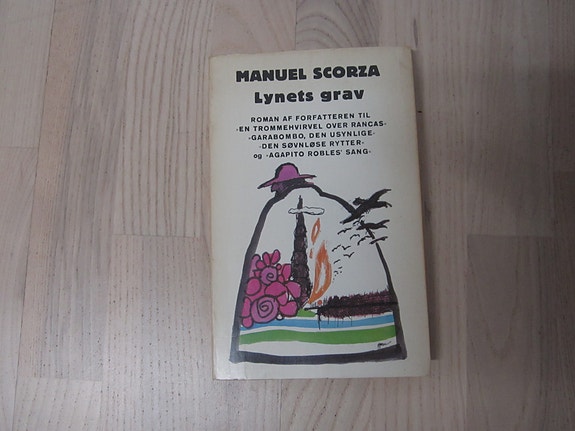 MANUEL SCORZA
Lynets grav
ROMAN AF FORFATTEREN TIL
»EN TROMMEHVIRVEL OVER RANCAS«
»GARABOMBO, DEN USYNLIGE«
»DEN SØVNLØSE RYTTER«
og »AGAPITO ROBLES' SANG«